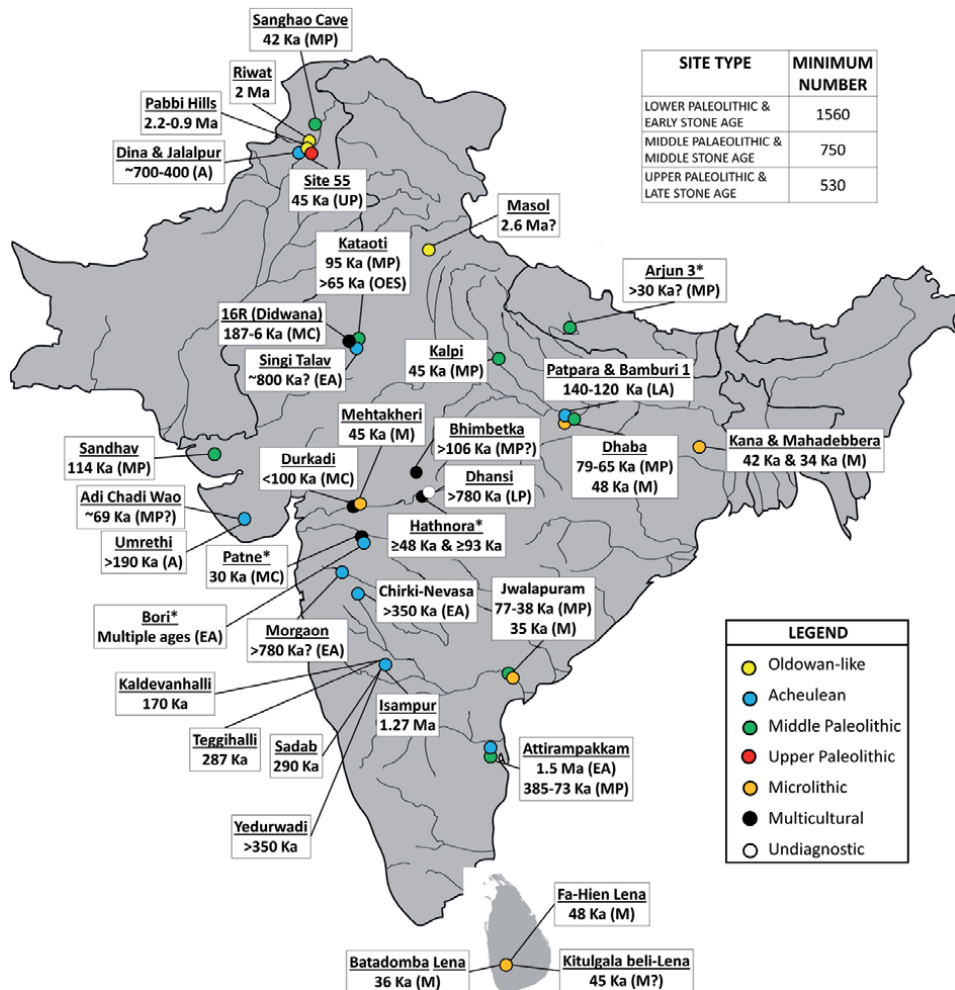 Sanghao Cave
42 Ka (MP)
Riwat
2 Ma
Pabbi Hills
2.2-0.9 Ma
Dina & Jalalpur
~700-400 (A)
Site 55
45 Ka (UP)
SITE TYPE
MINIMUM
NUMBER
LOWER PALEOLITHIC &
EARLY STONE AGE
1560
MIDDLE PALAEOLITHIC &
MIDDLE STONE AGE
750
UPPER PALEOLITHIC &
LATE STONE AGE
530
Masol
2.6 Ma?
Kataoti
95 Ka (MP)
>65 Ka (OES)
Arjun 3*
>30 Ka? (MP)
16R (Didwana)
187-6 Ka (MC)
Singi Talav
~800 Ka? (EA)
Kalpi
45 Ka (MP)
Patpara & Bamburi 1
140-120 Ka (LA)
Mehtakheri
45 Ka (M)
Bhimbetka
>106 Ka (MP?)
Sandhav
114 Ka (MP)
Durkadi
<100 Ka (MC)
Dhansi
>780 Ka (LP)
Dhaba
79-65 Ka (MP)
48 Ka (M)
Kana & Mahadebbera
42 Ka & 34 Ka (M)
Adi Chadi Wao
~69 Ka (MP?)
Umrethi
>190 Ka (A)
Hathnora*
≥48 Ka & ≥93 Ka
Patne*
30 Ka (MC)
Bori*
Multiple ages (EA)
Chirki-Nevasa
>350 Ka (EA)
Jwalapuram
77-38 Ka (MP)
35 Ka (M)
Morgaon
>780 Ka? (EA)
Kaldevanhalli
170 Ka
Isampur
1.27 Ma
Teggihalli
287 Ka
Sadab
290 Ka
Attirampakkam
1.5 Ma (EA)
385-73 Ka (MP)
Yedurwadi
>350 Ka
LEGEND
Oldowan-like
Acheulean
Middle Paleolithic
Upper Paleolithic
Microlithic
Multicultural
Undiagnostic
Fa-Hien Lena
48 Ka (M)
Batadomba Lena
36 Ka (M)
Kitulgala beli-Lena
45 Ka (M?)